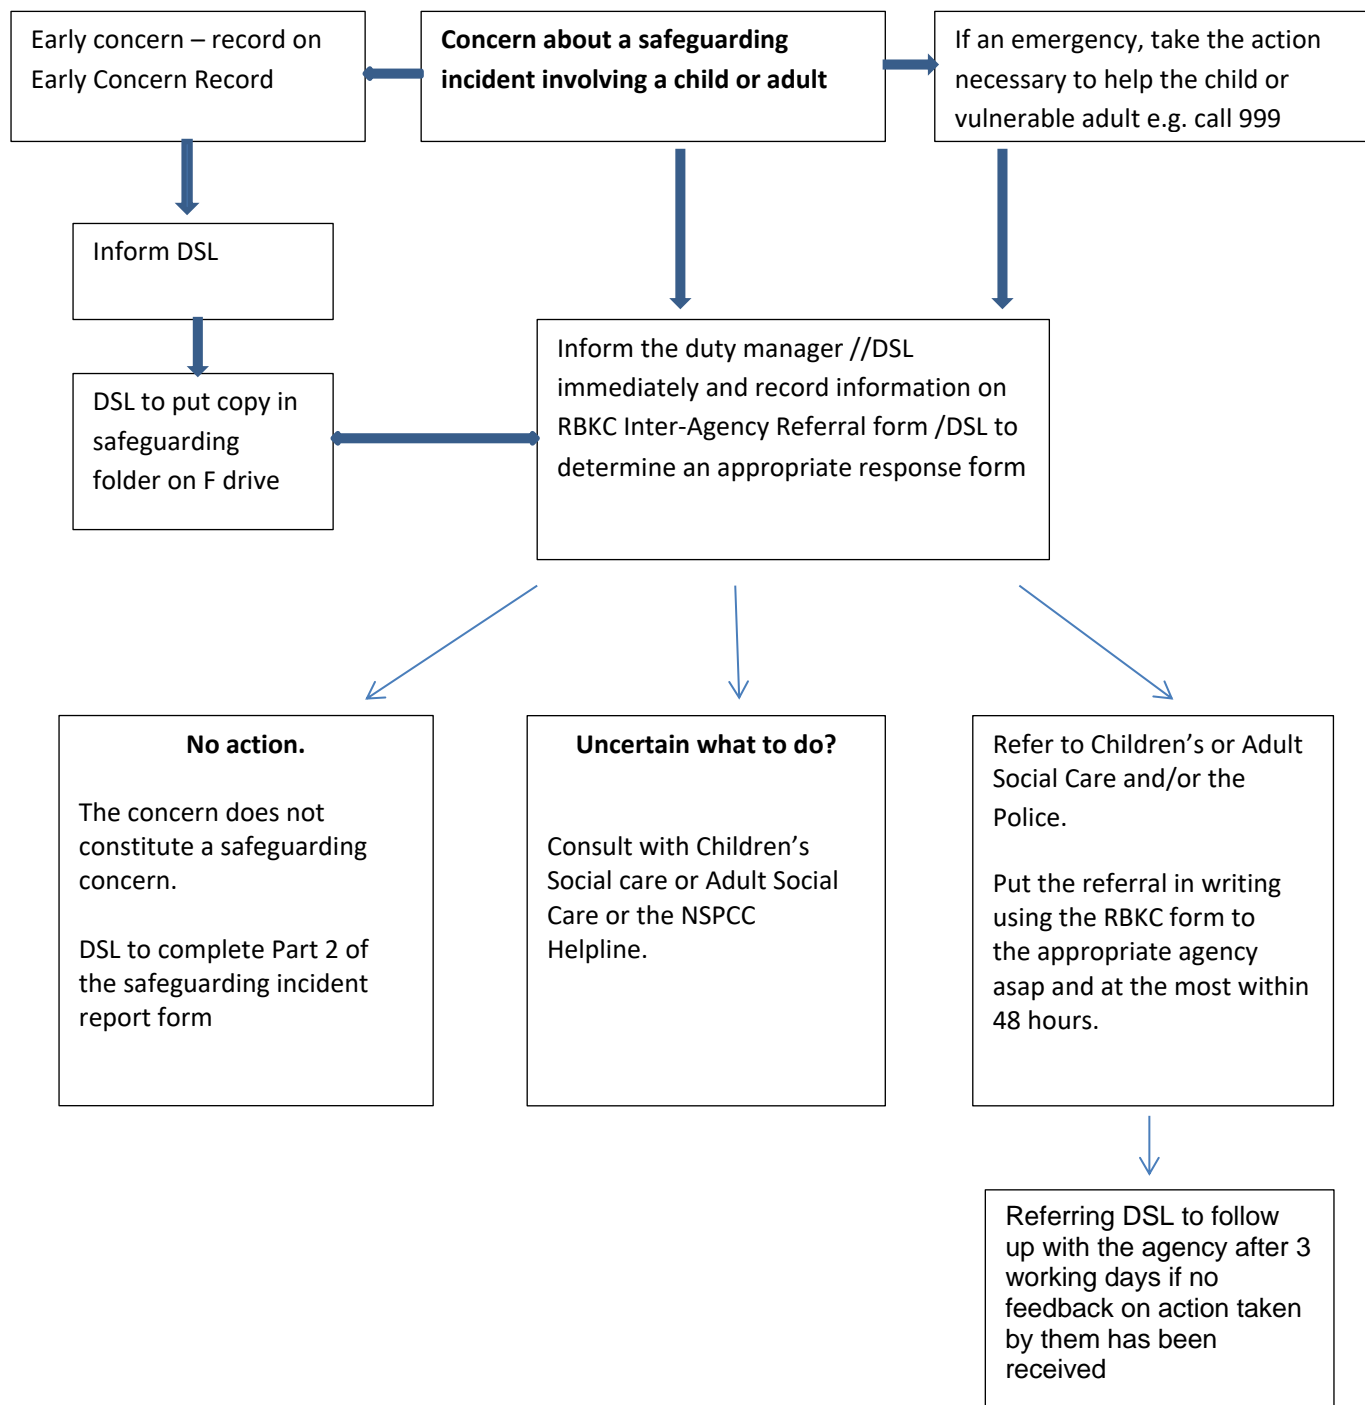 Early concern – record on
Early Concern Record
Concern about a safeguarding
incident involving a child or adult
If an emergency, take the action
necessary to help the child or
vulnerable adult e.g. call 999
Inform DSL
DSL to put copy in
safeguarding
folder on F drive
Inform the duty manager //DSL
immediately and record information on
RBKC Inter-Agency Referral form /DSL to
determine an appropriate response form
No action.
The concern does not
constitute a safeguarding
concern.
DSL to complete Part 2 of
the safeguarding incident
report form
Uncertain what to do?
Consult with Children’s
Social care or Adult Social
Care or the NSPCC
Helpline.
Refer to Children’s or Adult
Social Care and/or the
Police.
Put the referral in writing
using the RBKC form to
the appropriate agency
asap and at the most within
48 hours.
Referring DSL to follow
up with the agency after 3
working days if no
feedback on action taken
by them has been
received